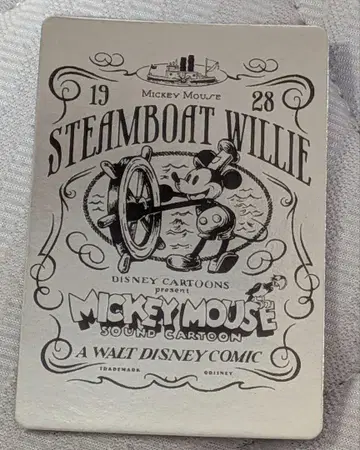 MICKEY MOUSE
19 28
STEAMBOAT WILLIE
DISNEY CARTOONS
present
MICKEY MOUSE
SOUND CARTOON
A WALT DISNEY COMIC
TRADEMARK ©DISNEY